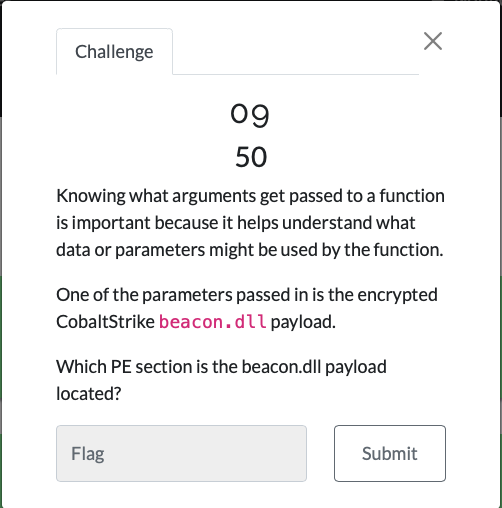 Challenge
09
50
Knowing what arguments get passed to a function
is important because it helps understand what
data or parameters might be used by the function.
One of the parameters passed in is the encrypted
CobaltStrike beacon.dll payload.
Which PE section is the beacon.dll payload
located?
Flag
Submit